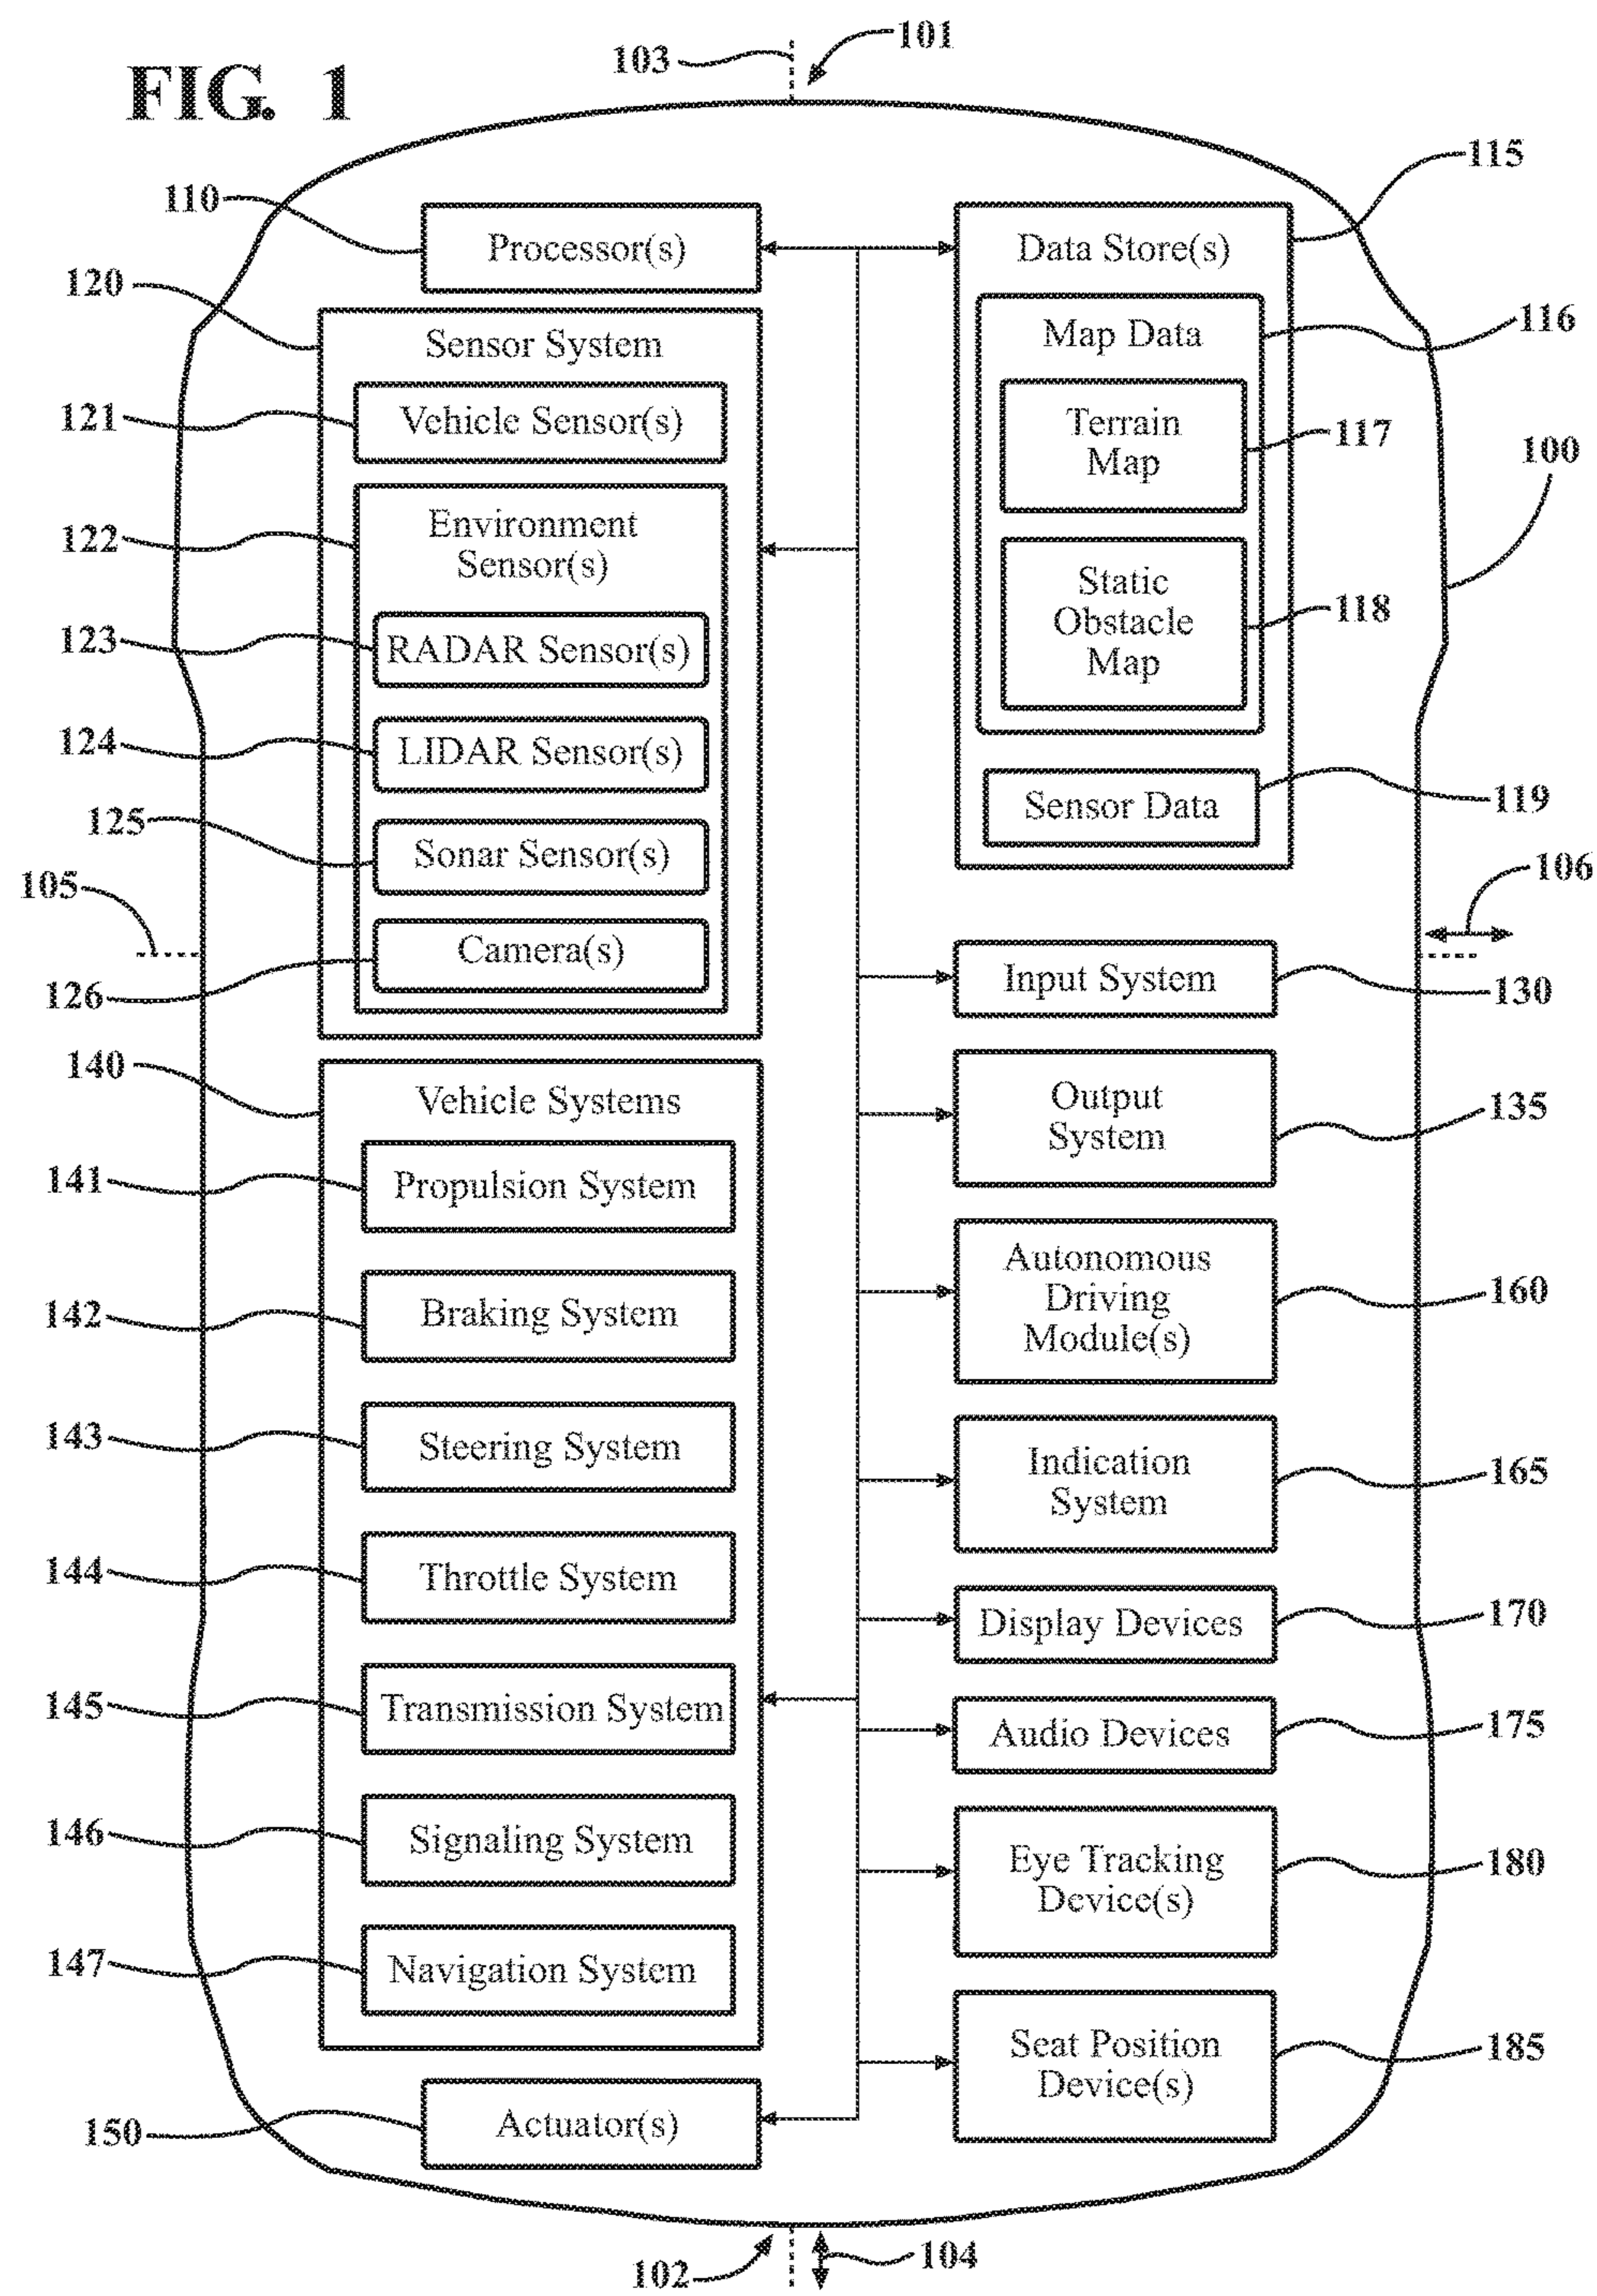 FIG. 1
103
101
110
Processor(s)
115
Data Store(s)
120
Sensor System
116
Map Data
121
Vehicle Sensor(s)
117
Terrain
Map
100
122
Environment
Sensor(s)
118
Static
Obstacle
Map
123
RADAR Sensor(s)
124
LIDAR Sensor(s)
119
Sensor Data
125
Sonar Sensor(s)
105
106
126
Camera(s)
Input System
130
140
Vehicle Systems
Output
System
135
141
Propulsion System
142
Braking System
Autonomous
Driving
Module(s)
160
143
Steering System
Indication
System
165
144
Throttle System
Display Devices
170
145
Transmission System
Audio Devices
175
146
Signaling System
Eye Tracking
Device(s)
180
147
Navigation System
Seat Position
Device(s)
185
150
Actuator(s)
102
104